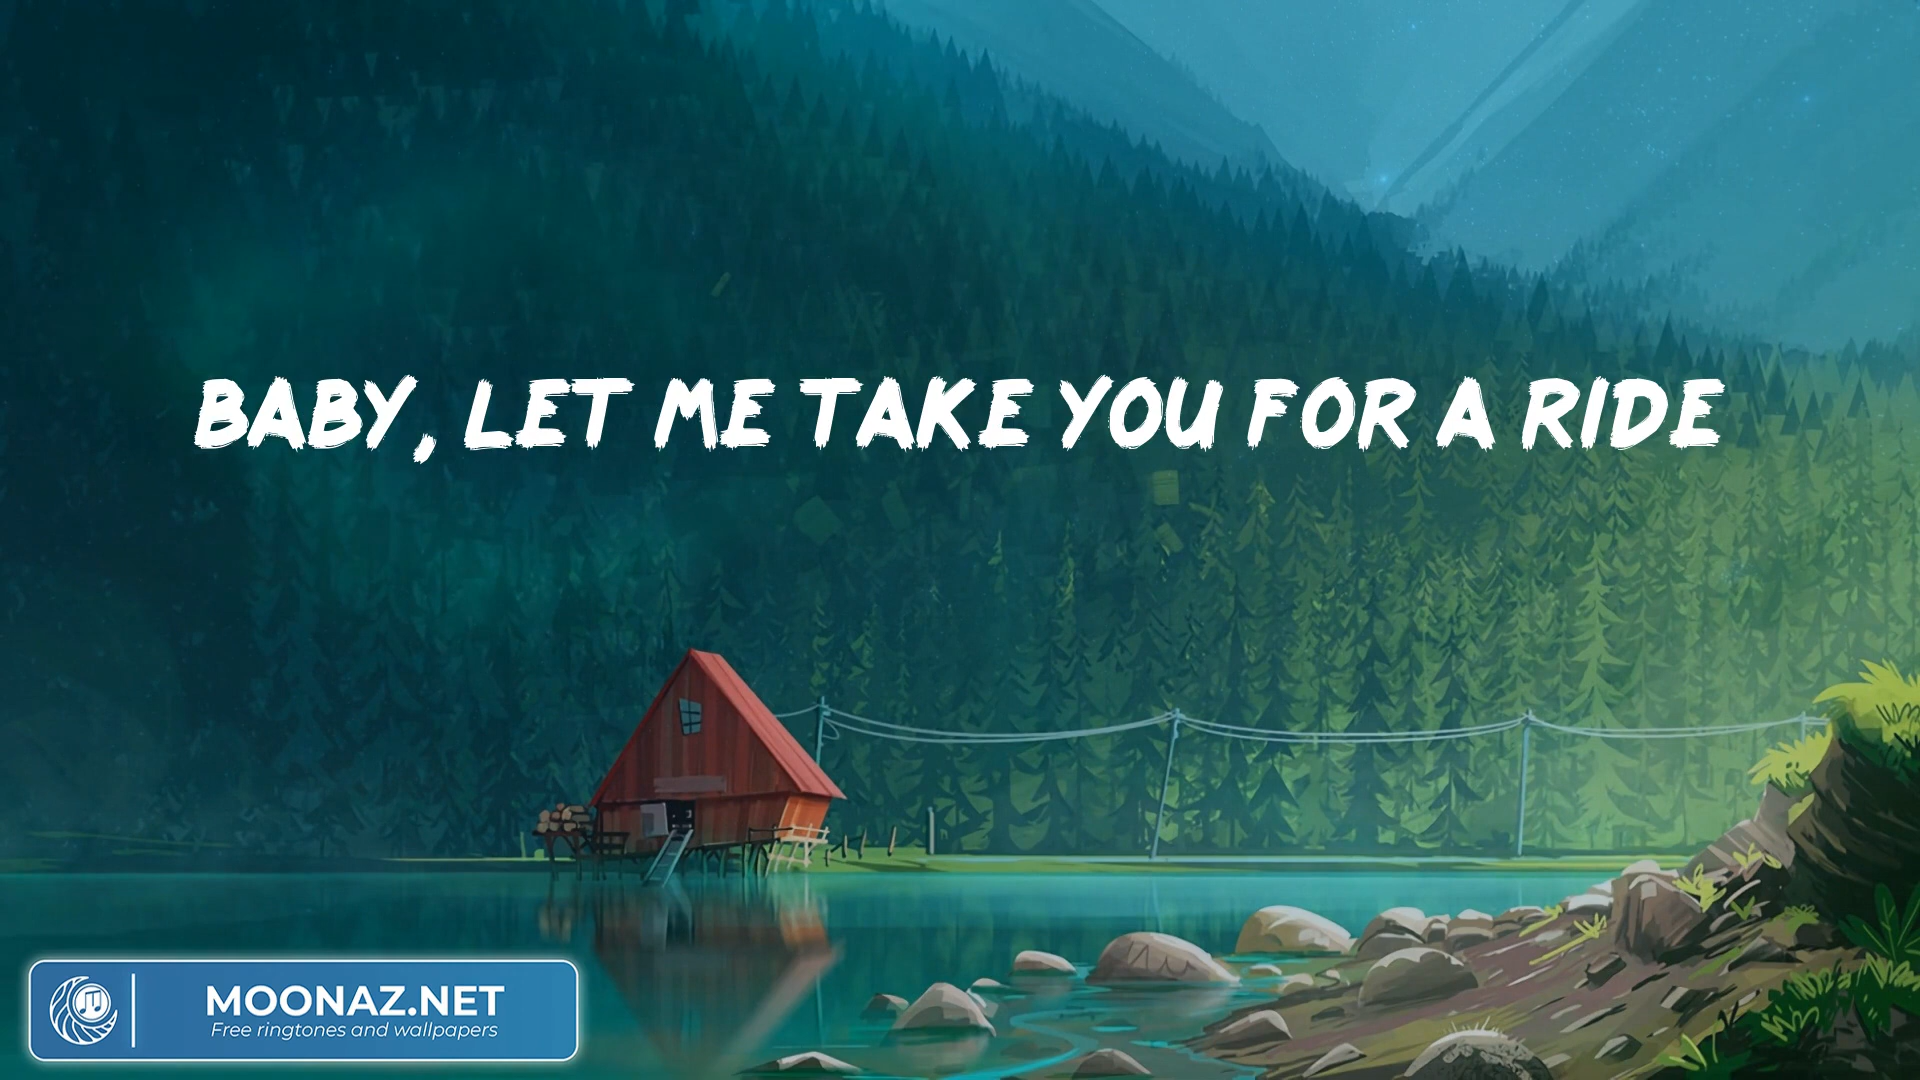 BABY, LET ME TAKE YOU FOR A RIDE
MOONAZ.NET
Free ringtones and wallpapers